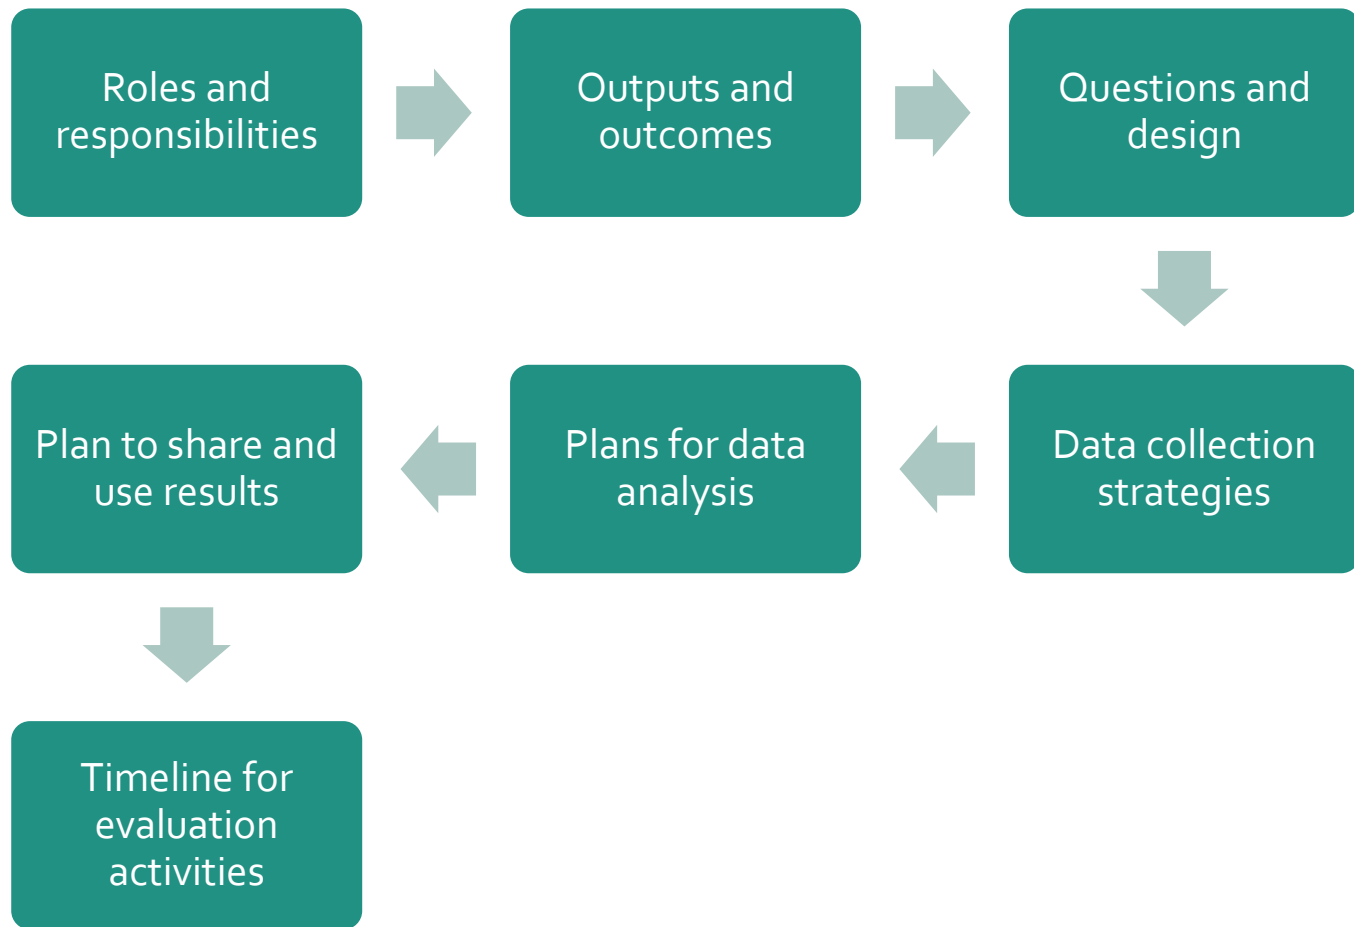 Roles and
responsibilities
Outputs and
outcomes
Questions and
design
Data collection
strategies
Plans for data
analysis
Plan to share and
use results
Timeline for
evaluation
activities